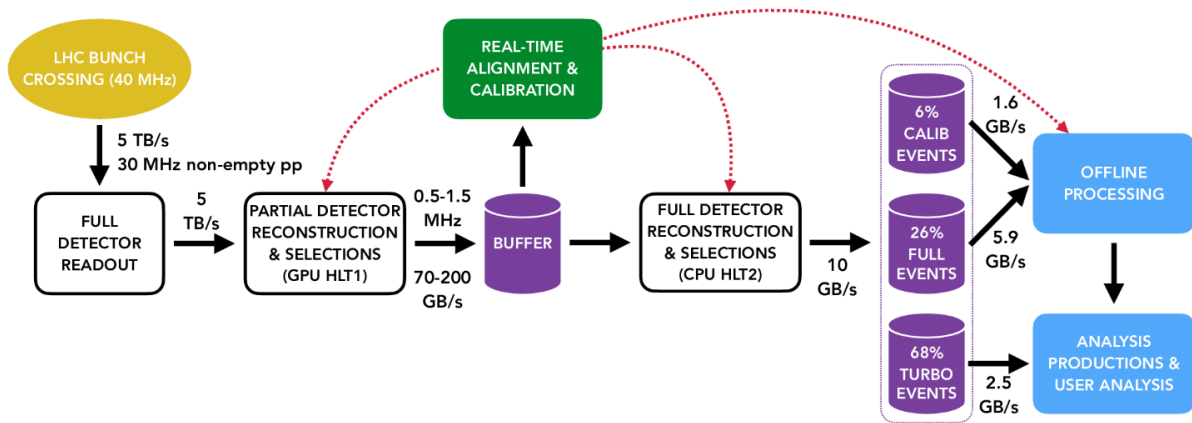 LHC BUNCH
CROSSING (40 MHz)
5 TB/s
30 MHz non-empty pp
FULL
DETECTOR
READOUT
5
TB/s
PARTIAL DETECTOR
RECONSTRUCTION
& SELECTIONS
(GPU HLT1)
0.5-1.5
MHz
70-200
GB/s
REAL-TIME
ALIGNMENT &
CALIBRATION
BUFFER
FULL DETECTOR
RECONSTRUCTION
& SELECTIONS
(CPU HLT2)
10
GB/s
6%
CALIB
EVENTS
1.6
GB/s
26%
FULL
EVENTS
5.9
GB/s
68%
TURBO
EVENTS
2.5
GB/s
OFFLINE
PROCESSING
ANALYSIS
PRODUCTIONS &
USER ANALYSIS